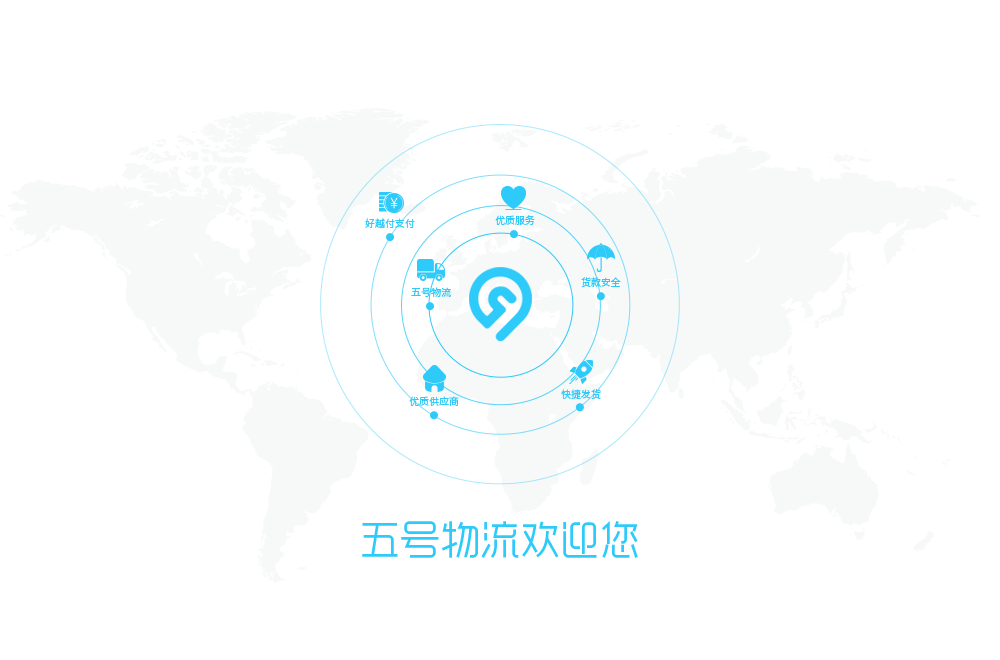 优质服务
好越付支付
货款安全
五号物流
快捷发货
优质供应商
五号物流欢迎您